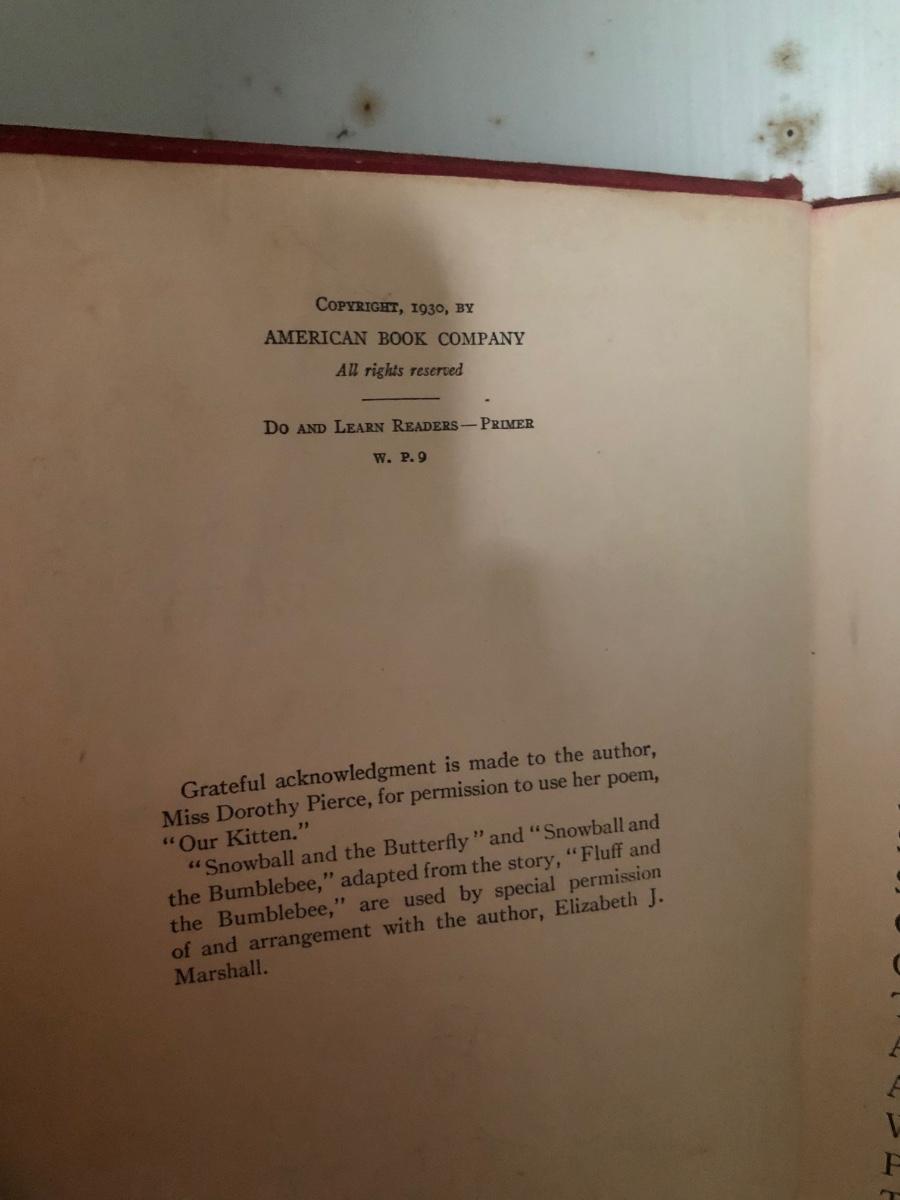 COPYRIGHT, 1930, BY
AMERICAN BOOK COMPANY
All rights reserved
DO AND LEARN READERS—PRIMER
W. P. 9
Grateful acknowledgment is made to the author,
Miss Dorothy Pierce, for permission to use her poem,
“Our Kitten.”
“Snowball and the Butterfly” and “Snowball and
the Bumblebee,” adapted from the story, “Fluff and
the Bumblebee,” are used by special permission
of and arrangement with the author, Elizabeth J.
Marshall.